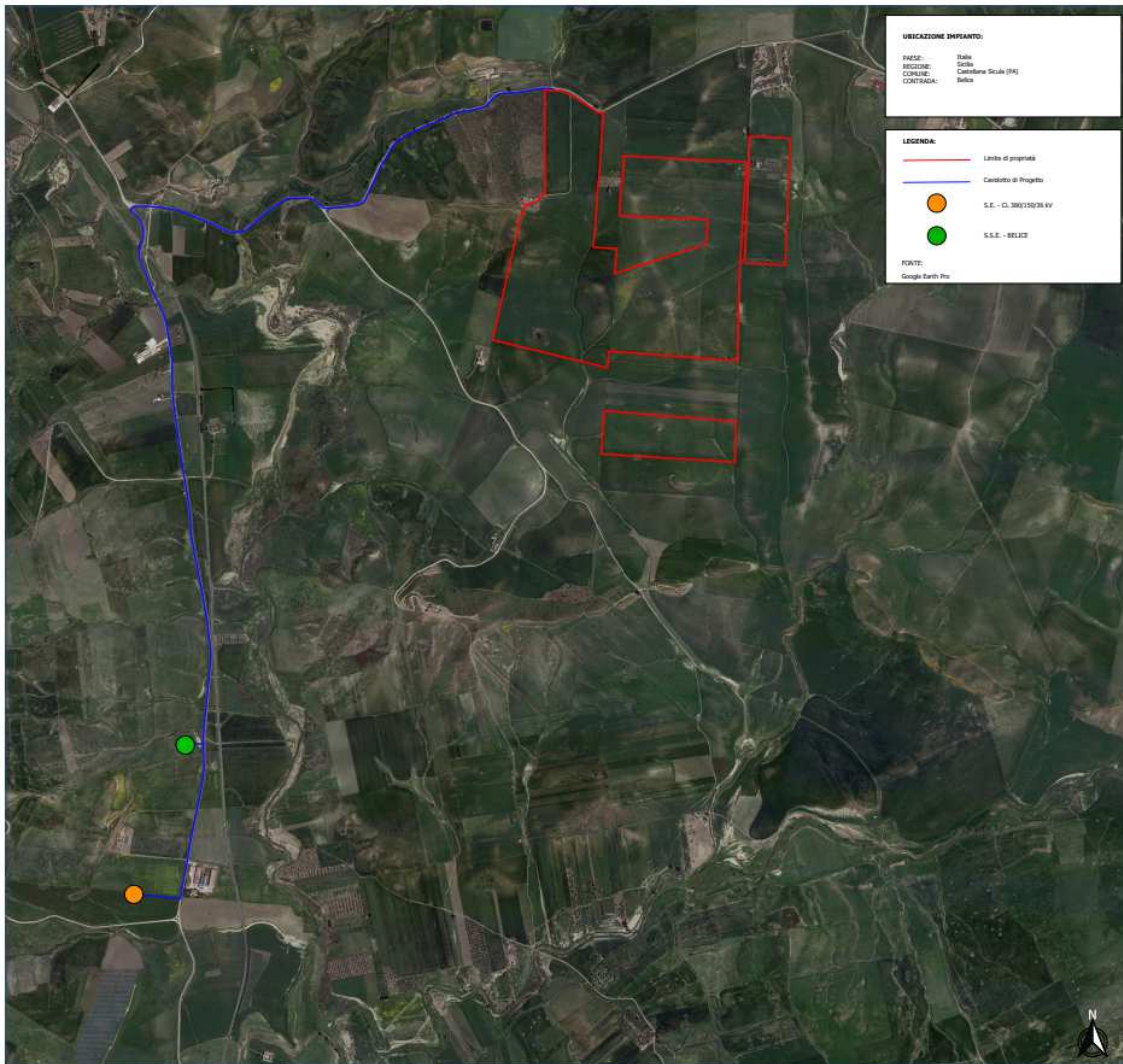 UBICAZIONE IMPIANTO:
PAESE: Italia
REGIONE: Sicilia
COMUNE: Castellana Sicula (PA)
CONTRADA: Belice
LEGENDA:
Limite di proprietà
Cavidotto di Progetto
S.E. - CL 380/150/36 kV
S.S.E. - BELICE
FONTE:
Google Earth Pro
N